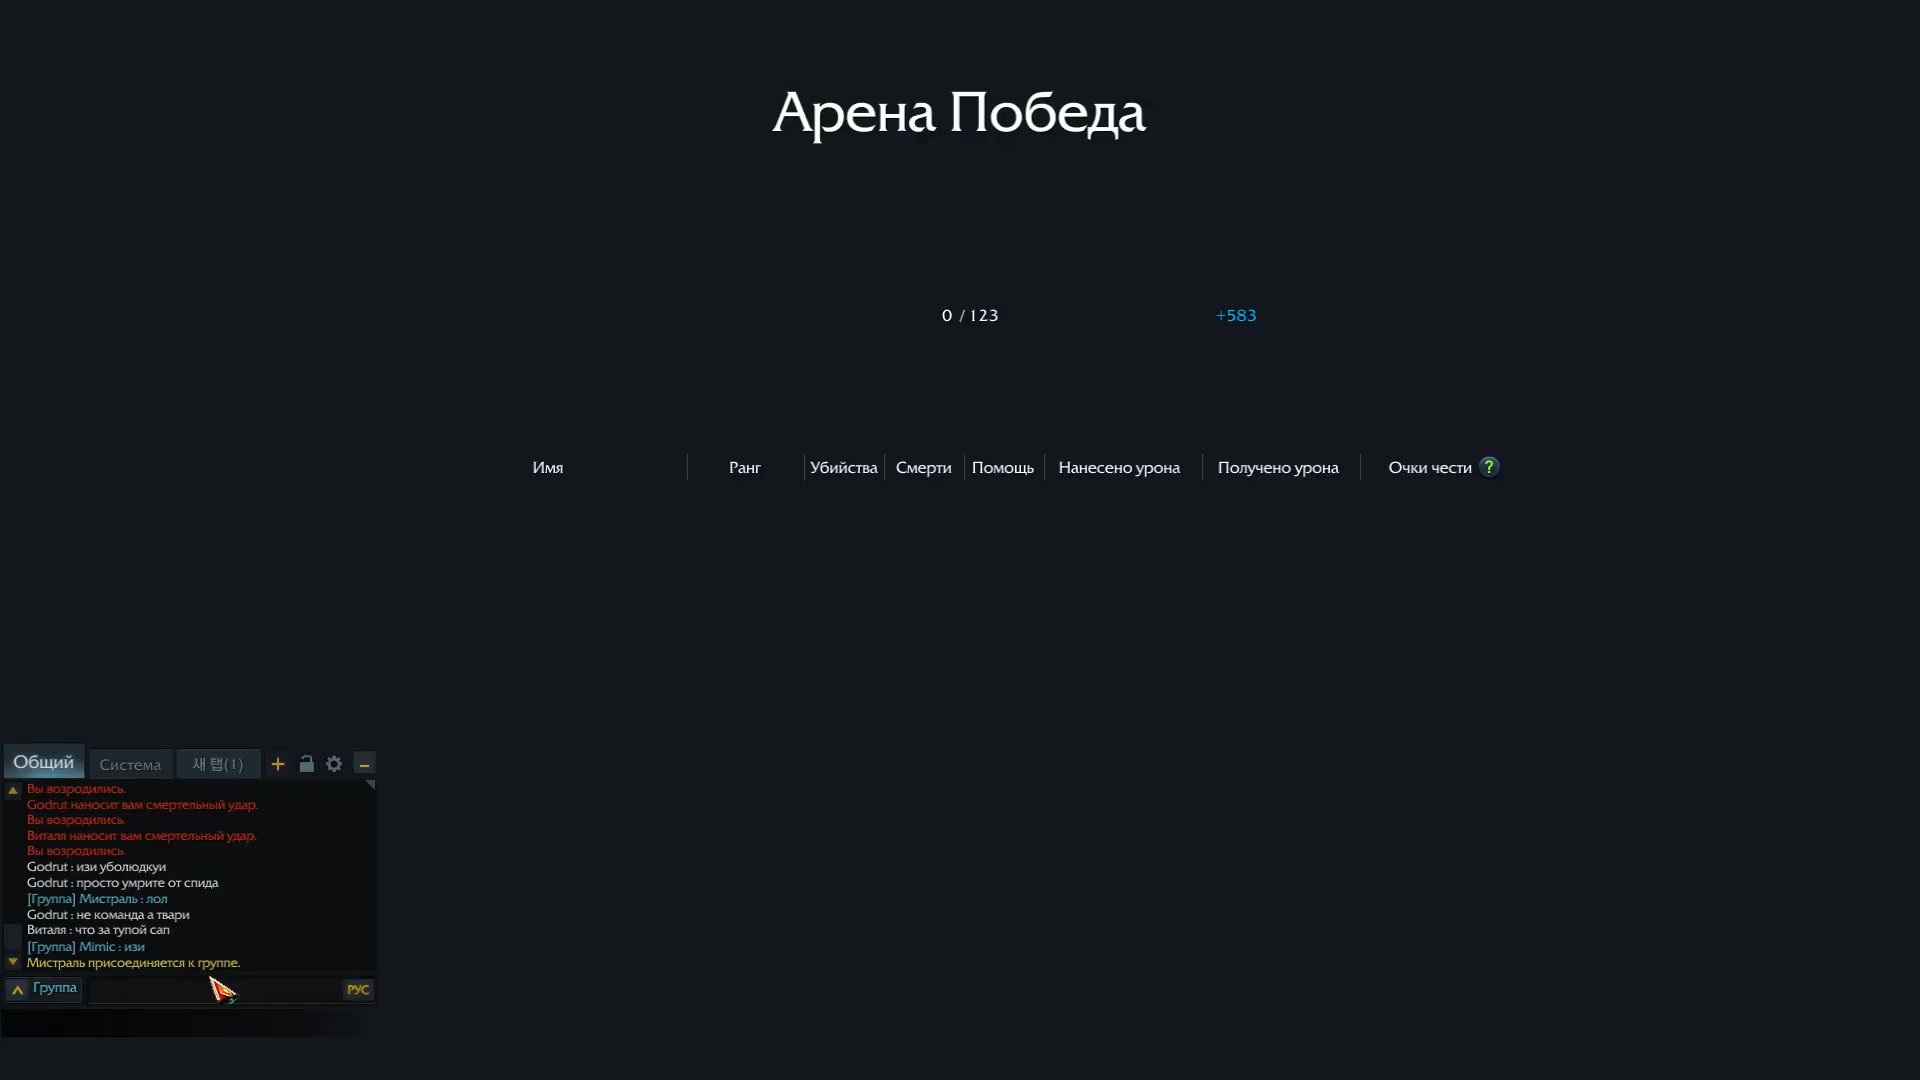 Арена Победа
0 / 123 +583
Имя Ранг Убийства Смерти Помощь Нанесено урона Получено урона Очки чести ?
Общий Система 새 탭(1)
Вы возродились.
Godrut наносит вам смертельный удар.
Вы возродились.
Виталя наносит вам смертельный удар.
Вы возродились.
Godrut : изи уболюдкуи
Godrut : просто умрите от спида
[Группа] Мистраль : лол
Godrut : не команда а твари
Виталя : что за тупой сап
[Группа] Mimic : изи
Мистраль присоединяется к группе.
Группа РУС